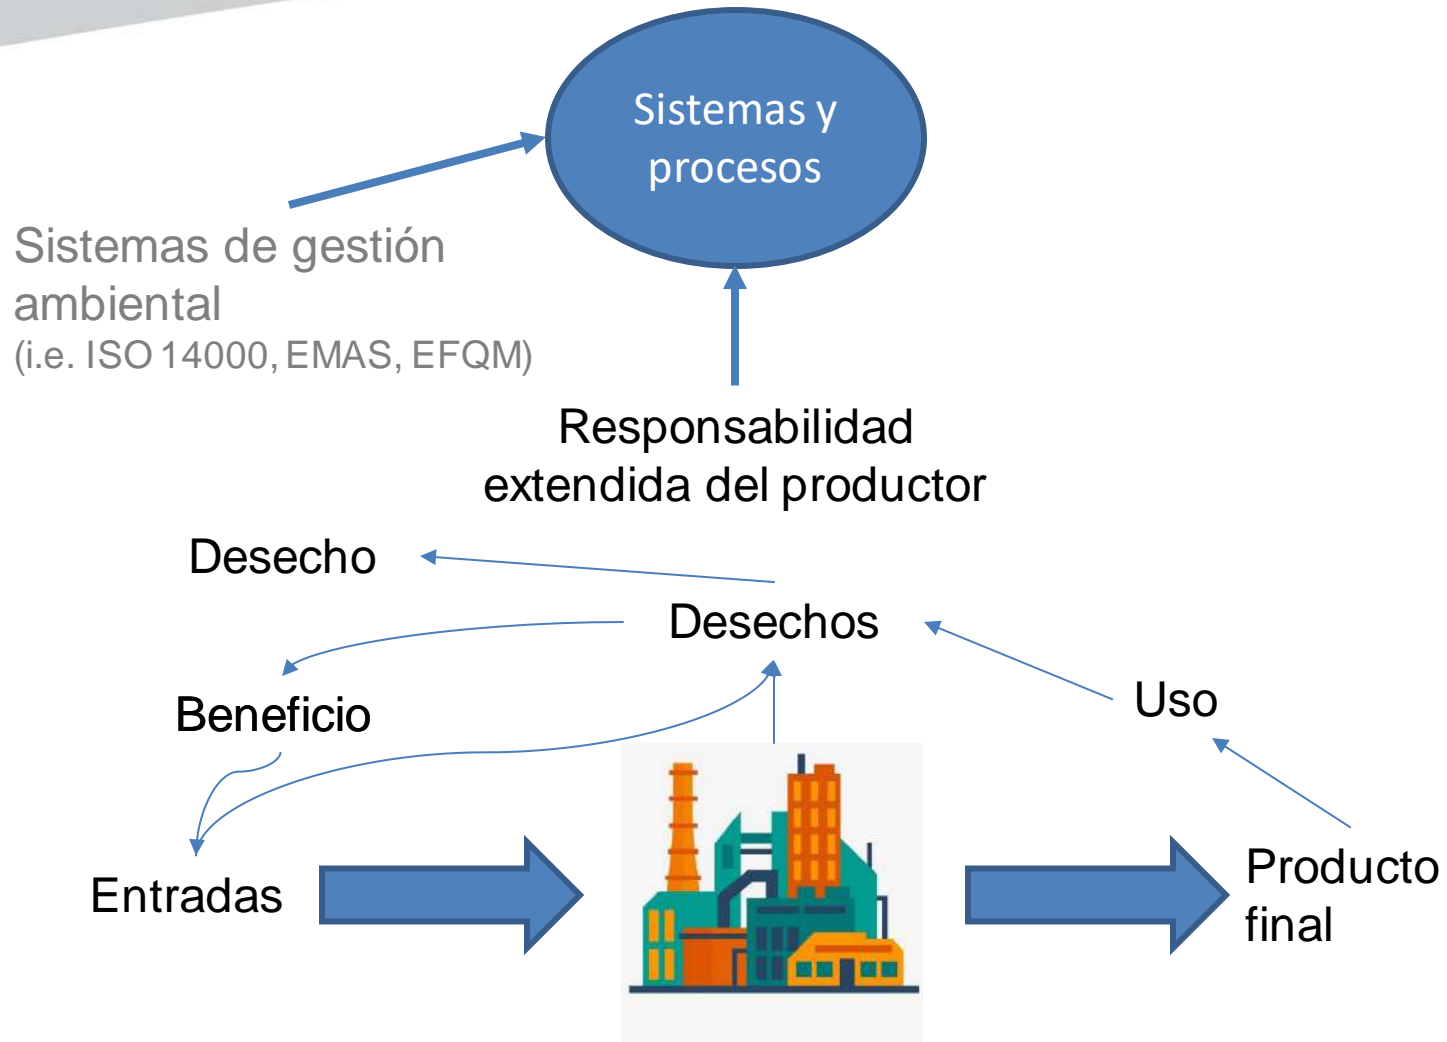 Sistemas y
procesos
Sistemas de gestión
ambiental
(i.e. ISO 14000, EMAS, EFQM)
Responsabilidad
extendida del productor
Desecho
Desechos
Beneficio
Uso
Entradas
Producto
final